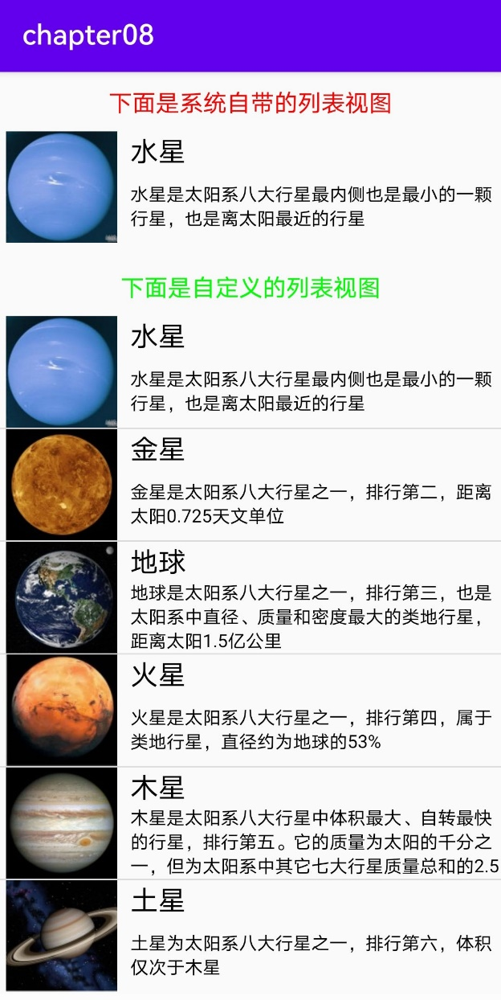 chapter08
下面是系统自带的列表视图
水星
水星是太阳系八大行星最内侧也是最小的一颗
行星，也是离太阳最近的行星
下面是自定义的列表视图
水星
水星是太阳系八大行星最内侧也是最小的一颗
行星，也是离太阳最近的行星
金星
金星是太阳系八大行星之一，排行第二，距离
太阳0.725天文单位
地球
地球是太阳系八大行星之一，排行第三，也是
太阳系中直径、质量和密度最大的类地行星，
距离太阳1.5亿公里
火星
火星是太阳系八大行星之一，排行第四，属于
类地行星，直径约为地球的53%
木星
木星是太阳系八大行星中体积最大、自转最快
的行星，排行第五。它的质量为太阳的千分之
一，但为太阳系中其它七大行星质量总和的2.5
土星
土星为太阳系八大行星之一，排行第六，体积
仅次于木星